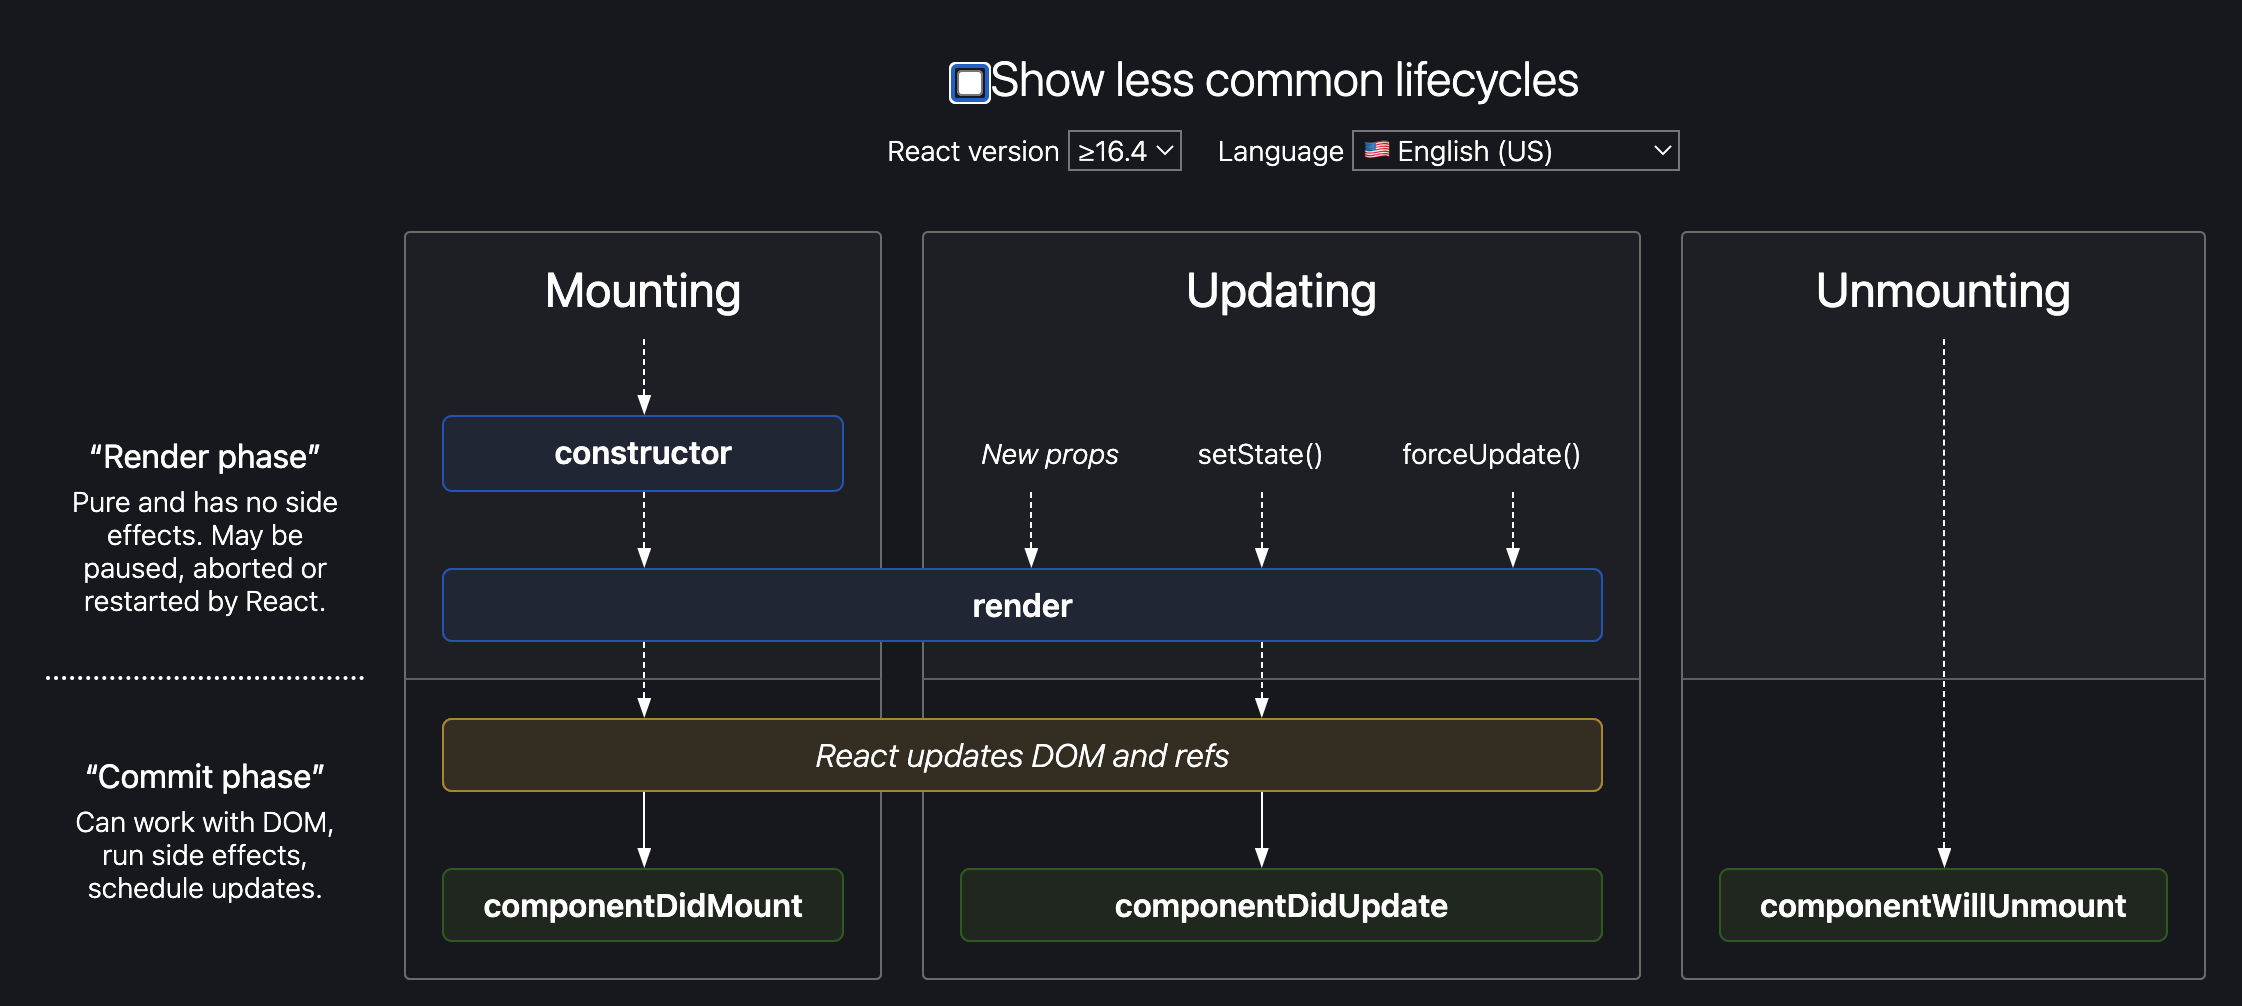 Show less common lifecycles
React version ≥16.4 Language 🇺🇸 English (US)
Mounting
Updating
Unmounting
“Render phase”
Pure and has no side
effects. May be
paused, aborted or
restarted by React.
constructor
New props
setState()
forceUpdate()
render
“Commit phase”
Can work with DOM,
run side effects,
schedule updates.
React updates DOM and refs
componentDidMount
componentDidUpdate
componentWillUnmount